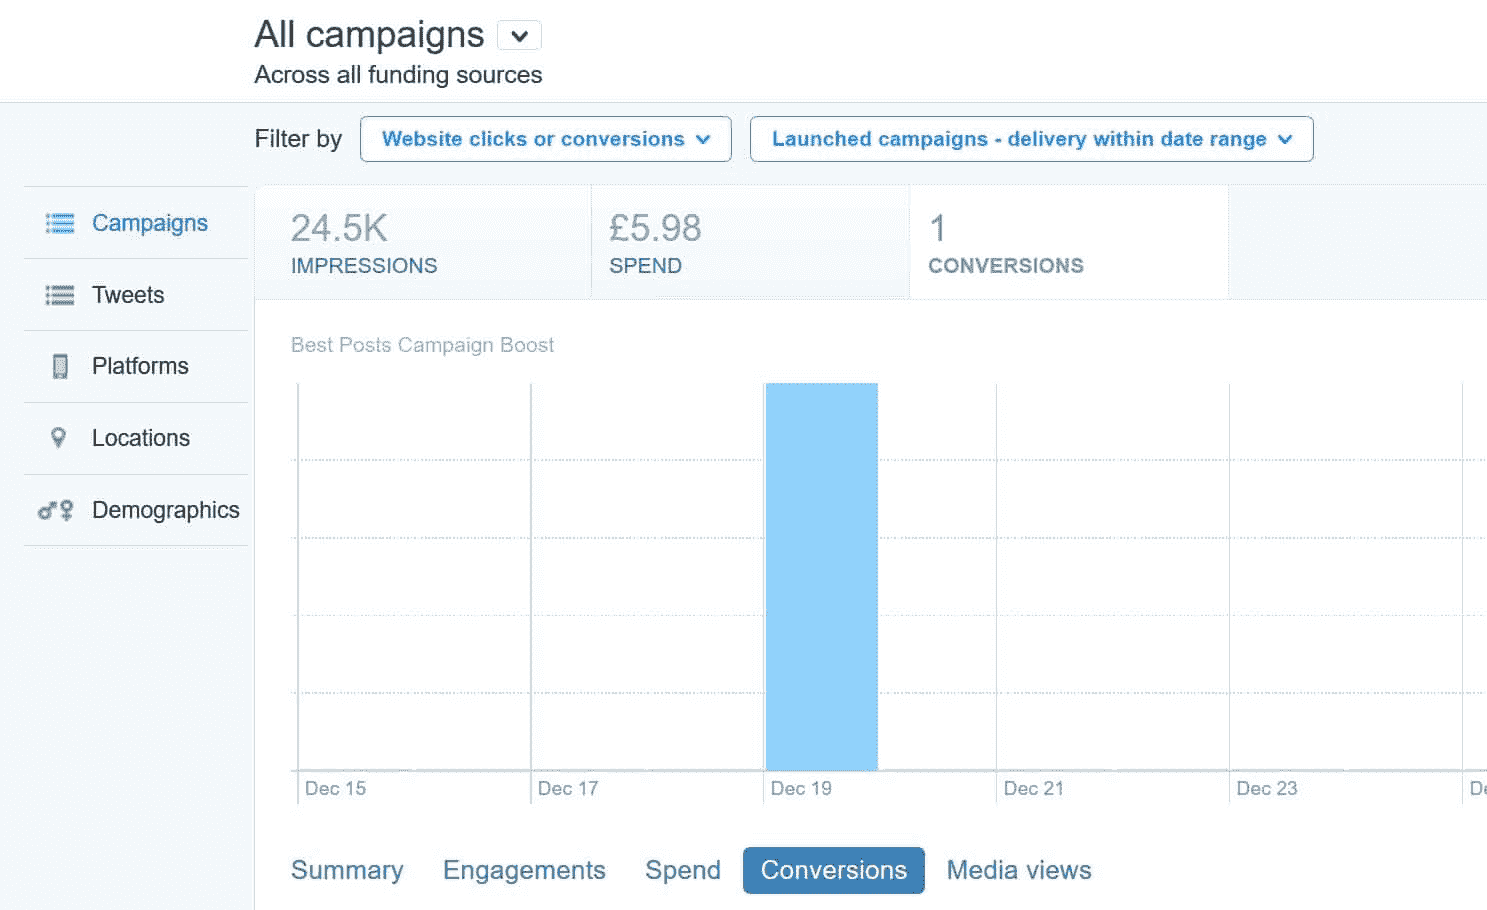 All campaigns
Across all funding sources
Filter by
Website clicks or conversions
Launched campaigns - delivery within date range
Campaigns
Tweets
Platforms
Locations
Demographics
24.5K
IMPRESSIONS
£5.98
SPEND
1
CONVERSIONS
Best Posts Campaign Boost
Dec 15 Dec 17 Dec 19 Dec 21 Dec 23
Summary Engagements Spend Conversions Media views